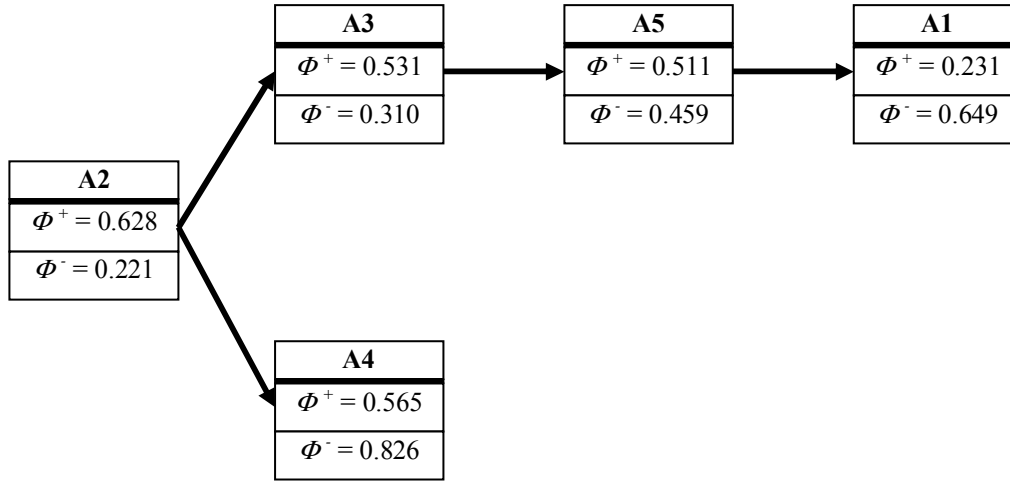 A3
Φ+ = 0.531
Φ- = 0.310
A5
Φ+ = 0.511
Φ- = 0.459
A1
Φ+ = 0.231
Φ- = 0.649
A2
Φ+ = 0.628
Φ- = 0.221
A4
Φ+ = 0.565
Φ- = 0.826